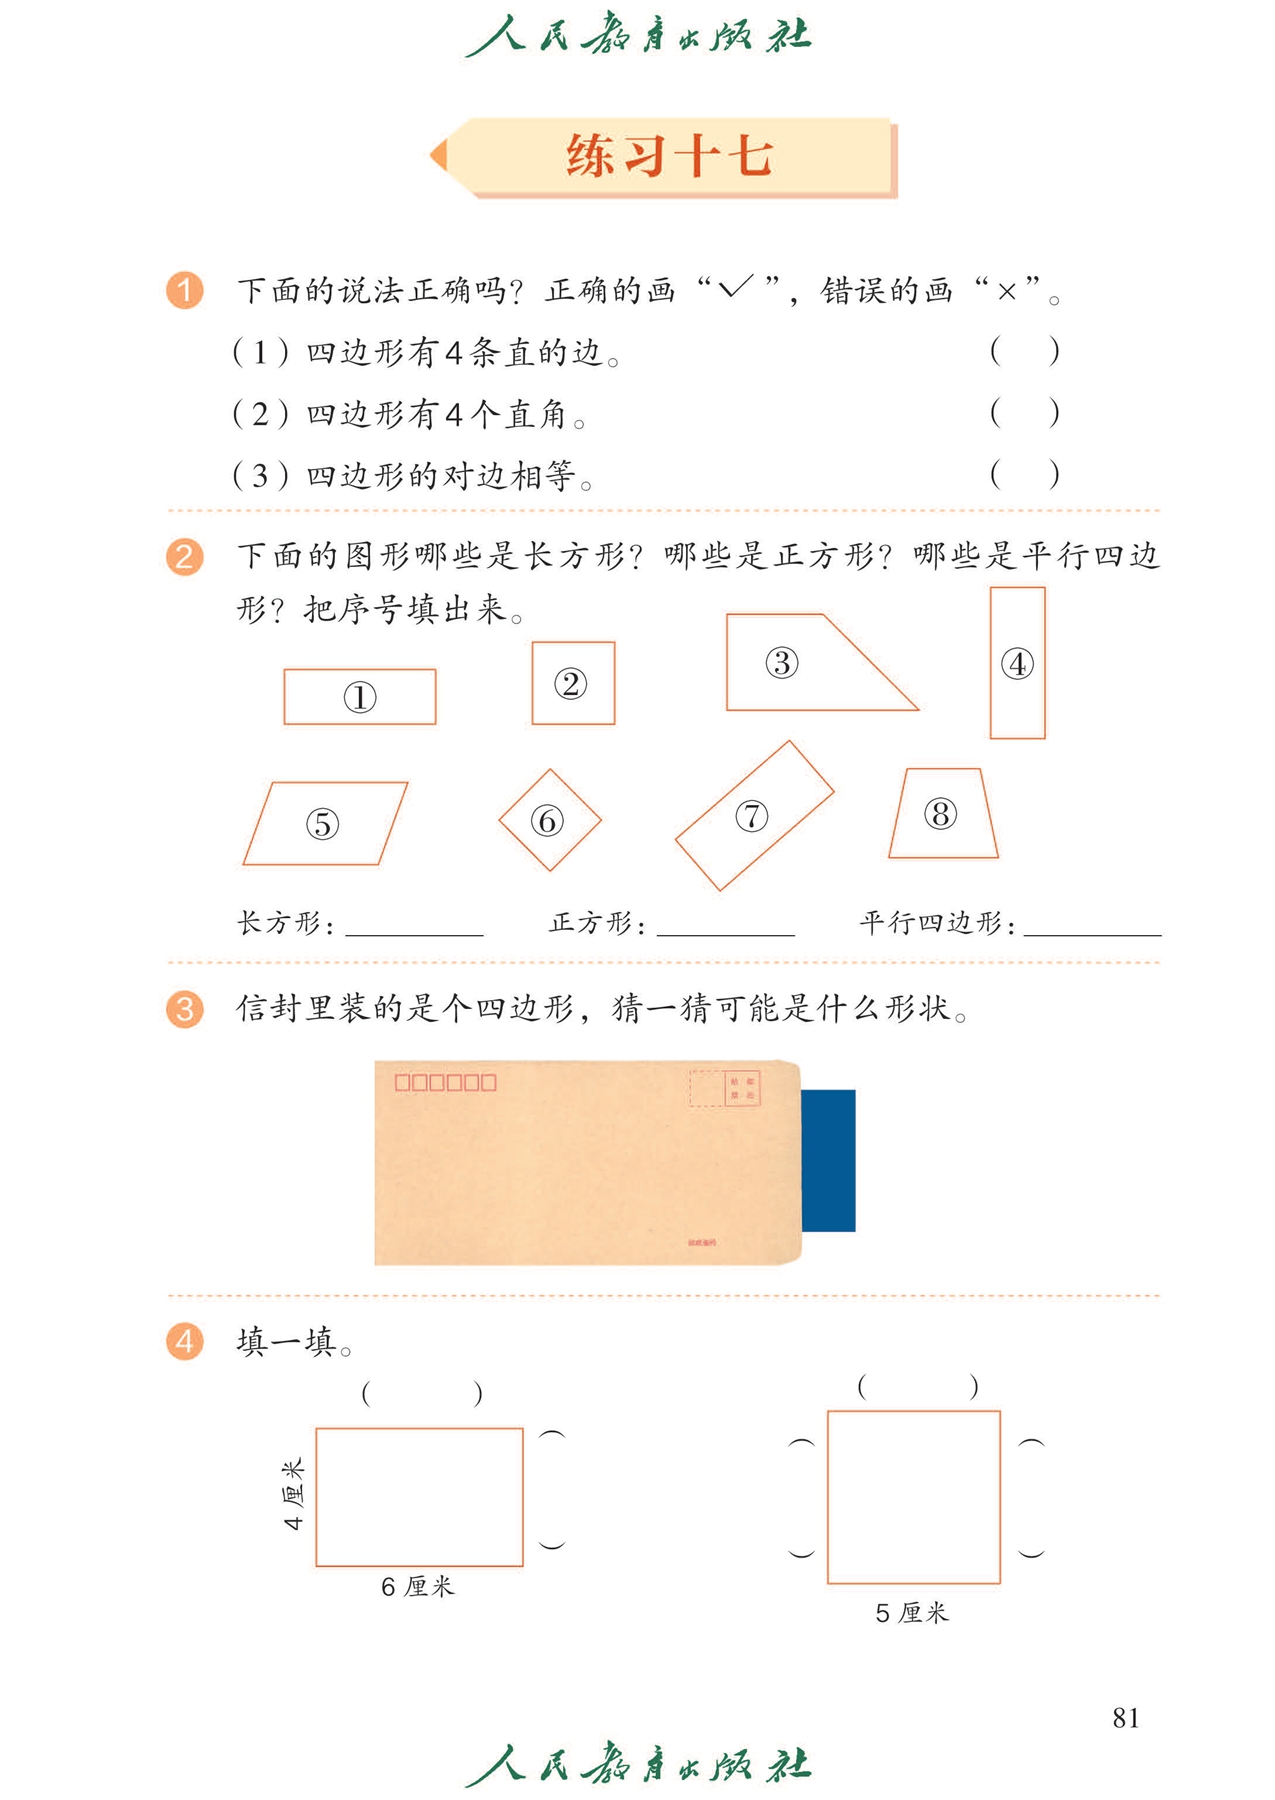 人民教育出版社
练习十七
1 下面的说法正确吗？正确的画“✓”，错误的画“×”。
（1）四边形有4条直的边。 （ ）
（2）四边形有4个直角。 （ ）
（3）四边形的对边相等。 （ ）
2 下面的图形哪些是长方形？哪些是正方形？哪些是平行四边
形？把序号填出来。
① ② ③ ④
⑤ ⑥ ⑦ ⑧
长方形：________ 正方形：________ 平行四边形：________
3 信封里装的是个四边形，猜一猜可能是什么形状。
4 填一填。
（ ） （ ）
4厘米 （ ） （ ） （ ）
6厘米
5厘米
81
人民教育出版社